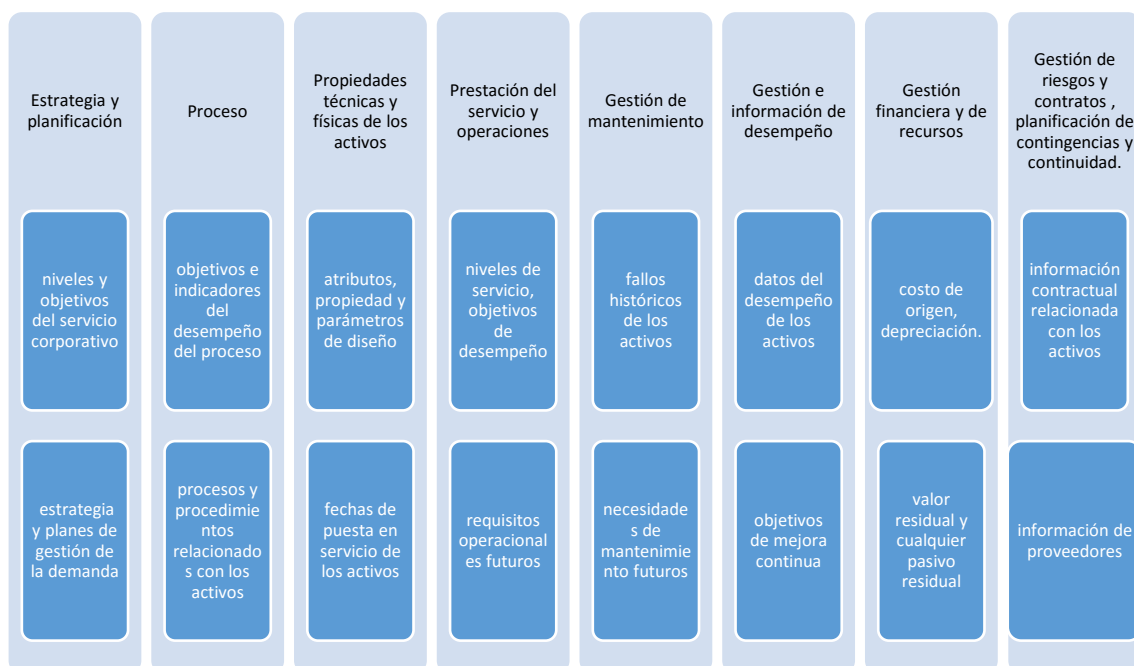 Estrategia y
planificación
Proceso
Propiedades
técnicas y
físicas de los
activos
Prestación del
servicio y
operaciones
Gestión de
mantenimiento
Gestión e
información de
desempeño
Gestión
financiera y de
recursos
Gestión de
riesgos y
contratos ,
planificación de
contingencias y
continuidad.
niveles y
objetivos
del servicio
corporativo
objetivos e
indicadores
del
desempeño
del proceso
atributos,
propiedad y
parámetros
de diseño
niveles de
servicio,
objetivos
de
desempeño
fallos
históricos
de los
activos
datos del
desempeño
de los
activos
costo de
origen,
depreciación.
información
contractual
relacionada
con los
activos
estrategia
y planes de
gestión de
la demanda
procesos y
procedimie
ntos
relacionado
s con los
activos
fechas de
puesta en
servicio de
los activos
requisitos
operacional
es futuros
necesidade
s de
mantenimie
nto futuros
objetivos
de mejora
continua
valor
residual y
cualquier
pasivo
residual
información de
proveedores